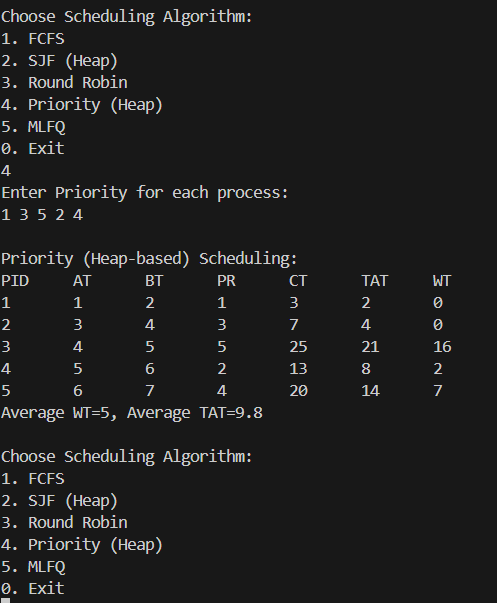 Choose Scheduling Algorithm:
1. FCFS
2. SJF (Heap)
3. Round Robin
4. Priority (Heap)
5. MLFQ
0. Exit
4
Enter Priority for each process:
1 3 5 2 4
Priority (Heap-based) Scheduling:
PID AT BT PR CT TAT WT
1 1 2 1 3 2 0
2 3 4 3 7 4 0
3 4 5 5 25 21 16
4 5 6 2 13 8 2
5 6 7 4 20 14 7
Average WT=5, Average TAT=9.8
Choose Scheduling Algorithm:
1. FCFS
2. SJF (Heap)
3. Round Robin
4. Priority (Heap)
5. MLFQ
0. Exit